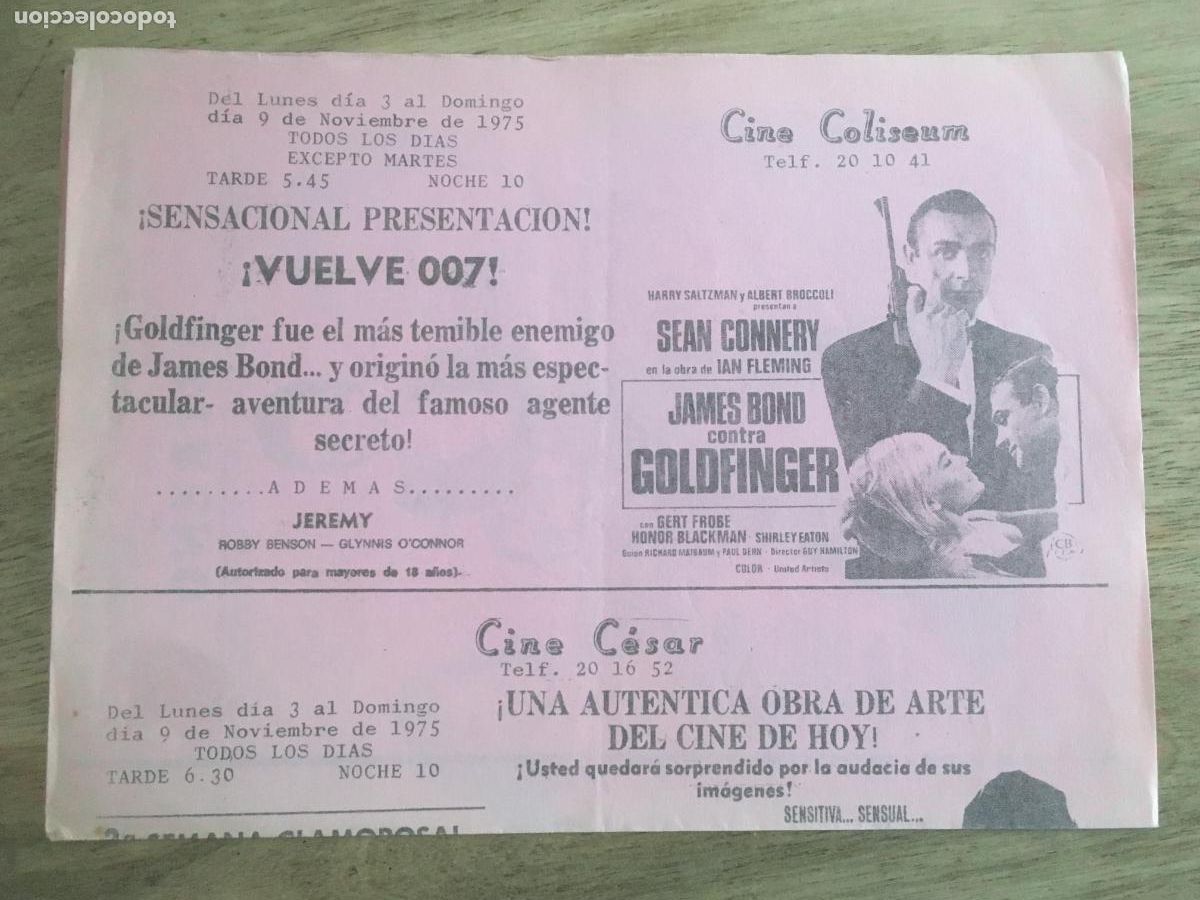 todocoleccion
Del Lunes día 3 al Domingo
día 9 de Noviembre de 1975
TODOS LOS DIAS
EXCEPTO MARTES
TARDE 5.45 NOCHE 10
¡SENSACIONAL PRESENTACION!
¡VUELVE 007!
¡Goldfinger fue el más temible enemigo
de James Bond... y originó la más espec-
tacular- aventura del famoso agente
secreto!
.........A D E M A S.........
JEREMY
ROBBY BENSON — GLYNNIS O'CONNOR
(Autorizado para mayores de 18 años)-
Cine Coliseum
Telf. 20 10 41
HARRY SALTZMAN y ALBERT BROCCOLI
presentan a
SEAN CONNERY
en la obra de IAN FLEMING
JAMES BOND
contra
GOLDFINGER
con GERT FROBE
HONOR BLACKMAN · SHIRLEY EATON
Guion RICHARD MAIBAUM y PAUL DEHN · Director GUY HAMILTON
COLOR · United Artists
CB
Cine César
Telf. 20 16 52
Del Lunes día 3 al Domingo
dia 9 de Noviembre de 1975
TODOS LOS DIAS
TARDE 6.30 NOCHE 10
2a SEMANA GLAMOROSA!
¡UNA AUTENTICA OBRA DE ARTE
DEL CINE DE HOY!
¡Usted quedará sorprendido por la audacia de sus
imágenes!
SENSITIVA... SENSUAL...